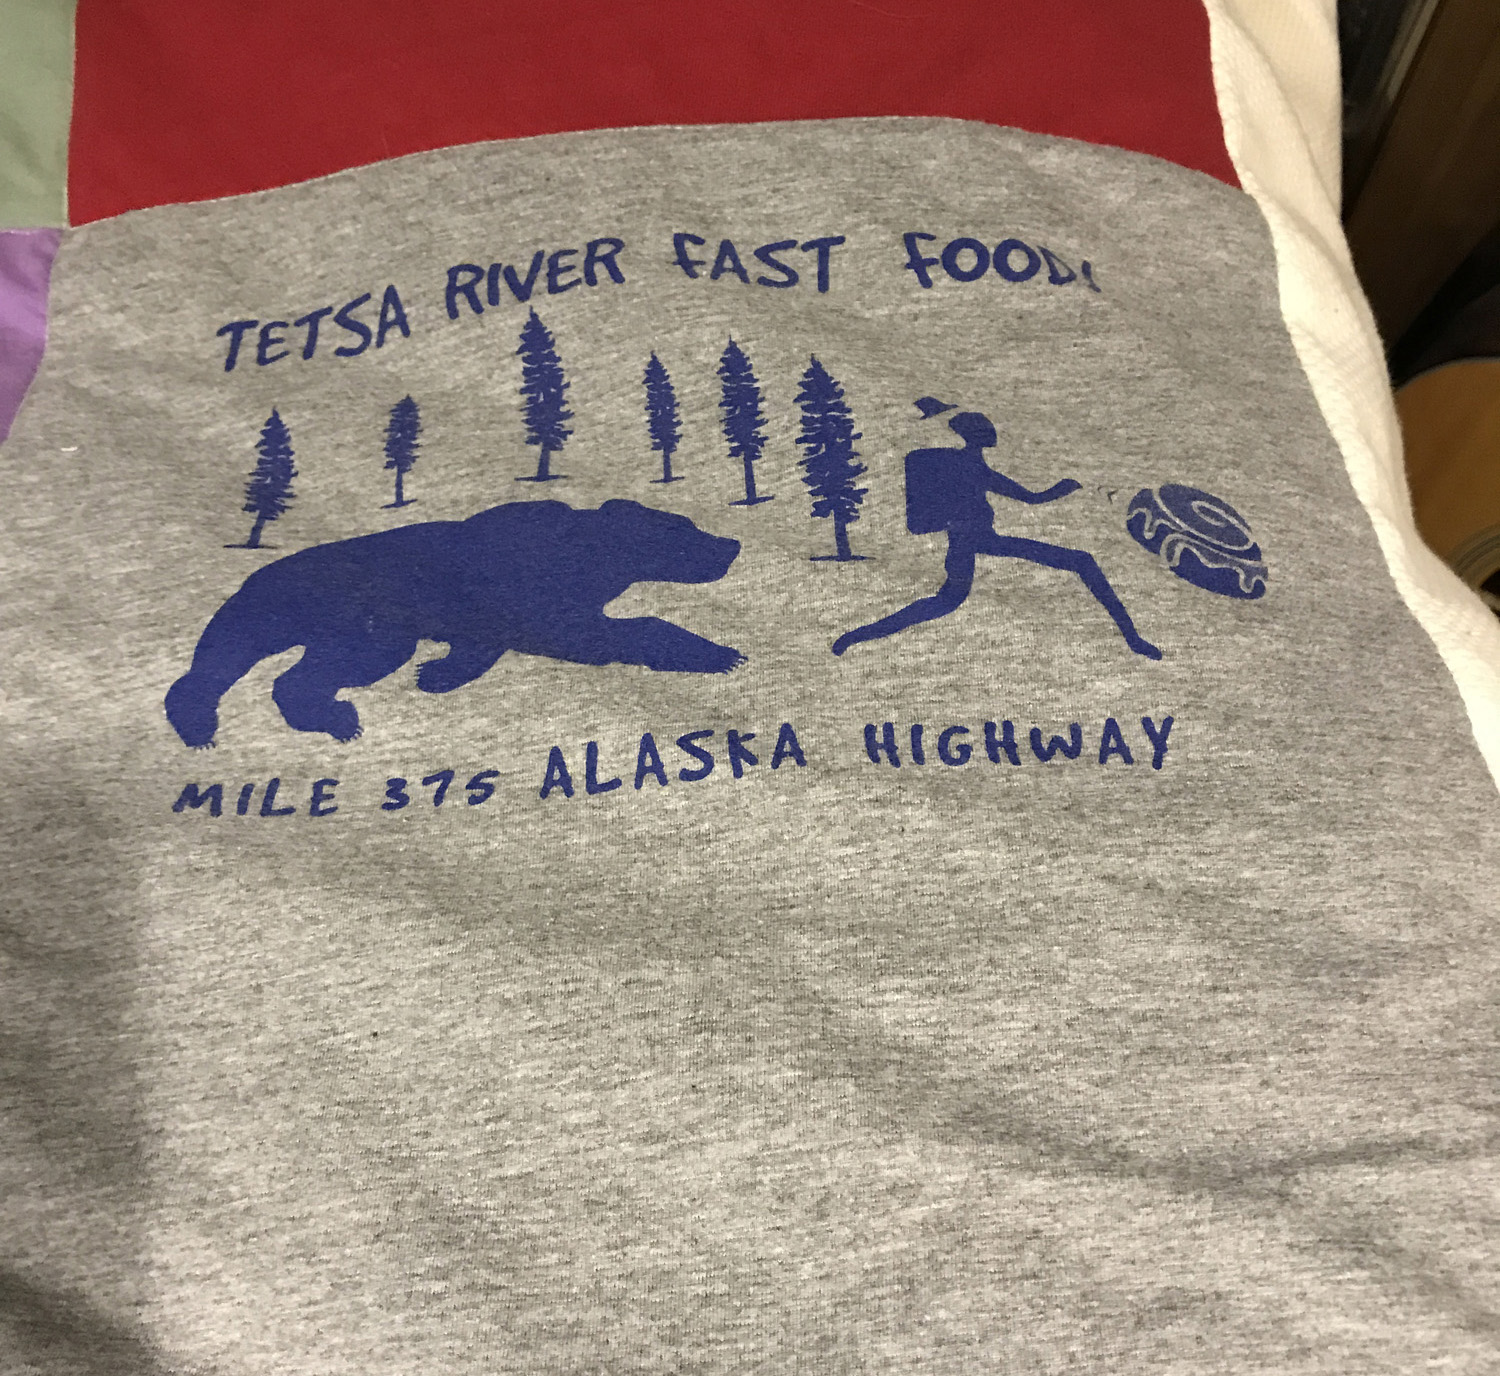 TETSA RIVER FAST FOOD!
MILE 375 ALASKA HIGHWAY